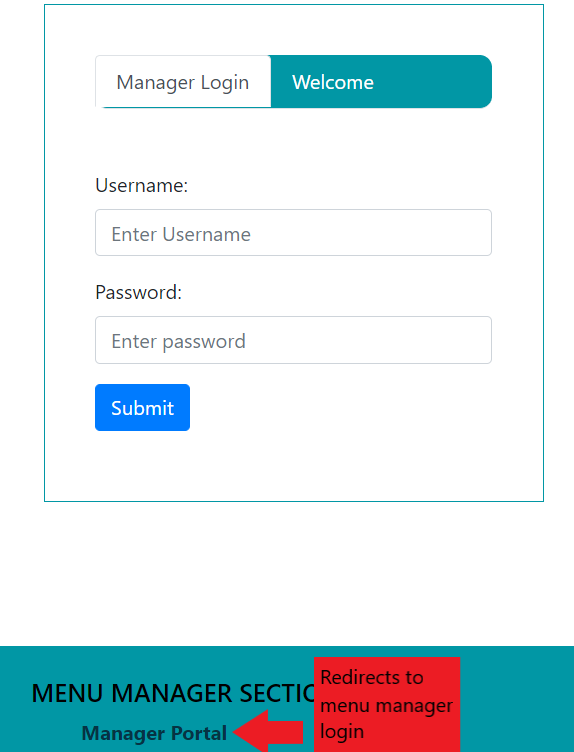 Manager Login Welcome
Username:
Enter Username
Password:
Enter password
Submit
MENU MANAGER
Manager Portal
Redirects to
menu manager
login